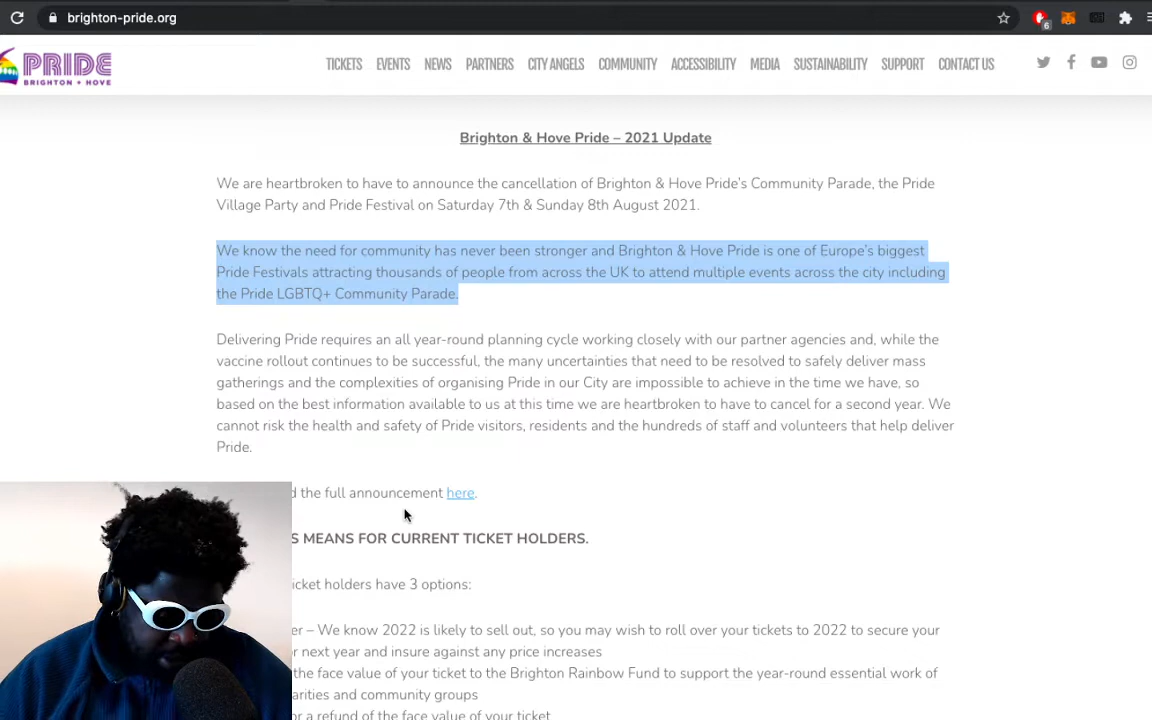 brighton-pride.org
6
PRIDE
BRIGHTON + HOVE
TICKETS EVENTS NEWS PARTNERS CITY ANGELS COMMUNITY ACCESSIBILITY MEDIA SUSTAINABILITY SUPPORT CONTACT US
Brighton & Hove Pride – 2021 Update
We are heartbroken to have to announce the cancellation of Brighton & Hove Pride's Community Parade, the Pride
Village Party and Pride Festival on Saturday 7th & Sunday 8th August 2021.
We know the need for community has never been stronger and Brighton & Hove Pride is one of Europe's biggest
Pride Festivals attracting thousands of people from across the UK to attend multiple events across the city including
the Pride LGBTQ+ Community Parade.
Delivering Pride requires an all year-round planning cycle working closely with our partner agencies and, while the
vaccine rollout continues to be successful, the many uncertainties that need to be resolved to safely deliver mass
gatherings and the complexities of organising Pride in our City are impossible to achieve in the time we have, so
based on the best information available to us at this time we are heartbroken to have to cancel for a second year. We
cannot risk the health and safety of Pride visitors, residents and the hundreds of staff and volunteers that help deliver
Pride.
d the full announcement here.
S MEANS FOR CURRENT TICKET HOLDERS.
icket holders have 3 options:
er – We know 2022 is likely to sell out, so you may wish to roll over your tickets to 2022 to secure your
or next year and insure against any price increases
the face value of your ticket to the Brighton Rainbow Fund to support the year-round essential work of
arities and community groups
or a refund of the face value of your ticket